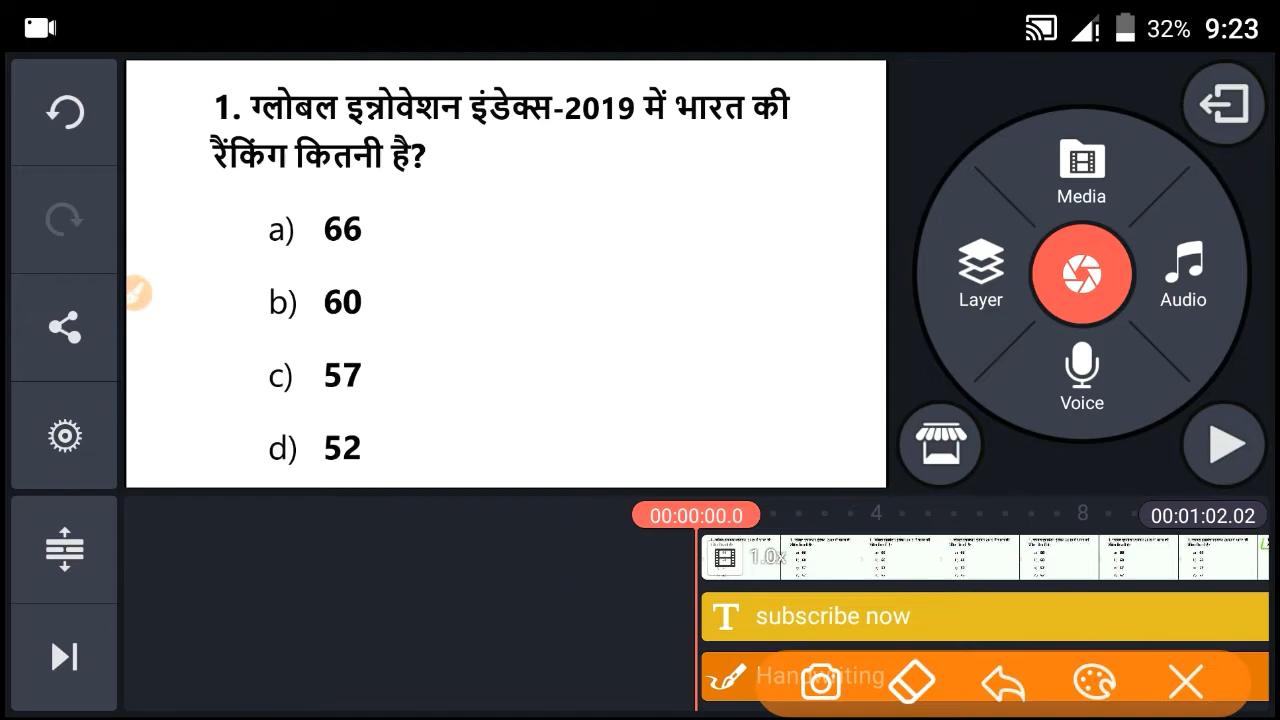 32% 9:23
1. ग्लोबल इन्नोवेशन इंडेक्स-2019 में भारत की
रैंकिंग कितनी है?
a) 66
b) 60
c) 57
d) 52
Media
Layer
Audio
Voice
00:00:00.0
4
8
00:01:02.02
1.0x
subscribe now
Handwriting